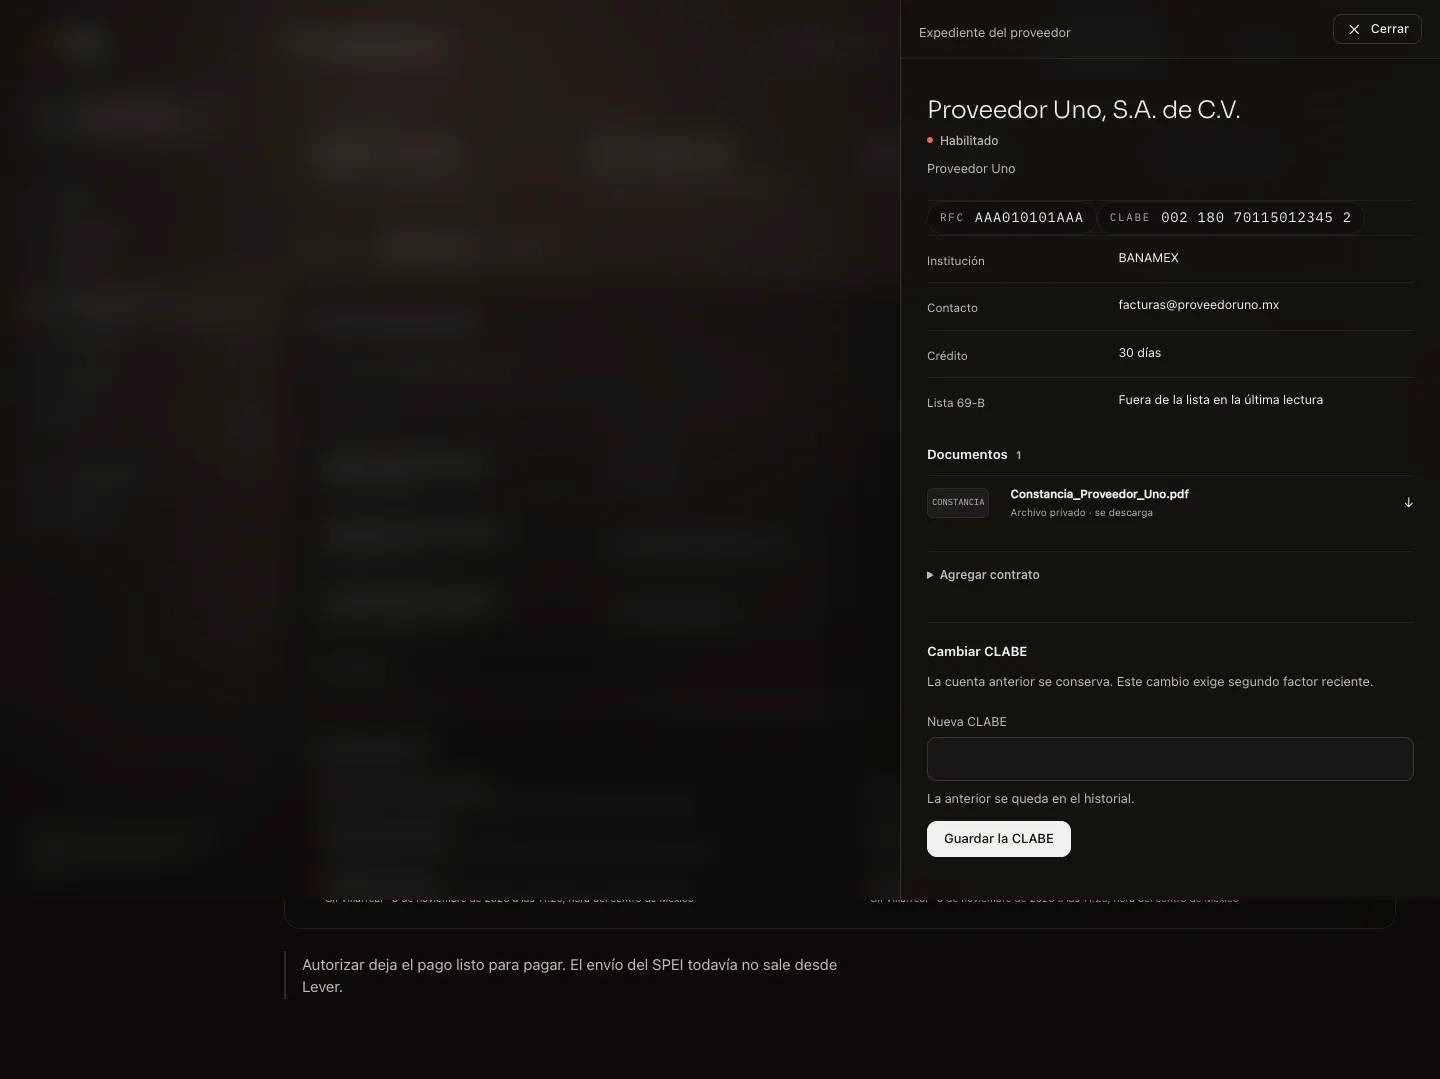 Expediente del proveedor
Cerrar
Proveedor Uno, S.A. de C.V.
Habilitado
Proveedor Uno
RFC AAA010101AAA CLABE 002 180 70115012345 2
Institución BANAMEX
Contacto facturas@proveedoruno.mx
Crédito 30 días
Lista 69-B Fuera de la lista en la última lectura
Documentos 1
CONSTANCIA
Constancia_Proveedor_Uno.pdf
Archivo privado · se descarga
Agregar contrato
Cambiar CLABE
La cuenta anterior se conserva. Este cambio exige segundo factor reciente.
Nueva CLABE
La anterior se queda en el historial.
Guardar la CLABE
Autorizar deja el pago listo para pagar. El envío del SPEI todavía no sale desde
Lever.